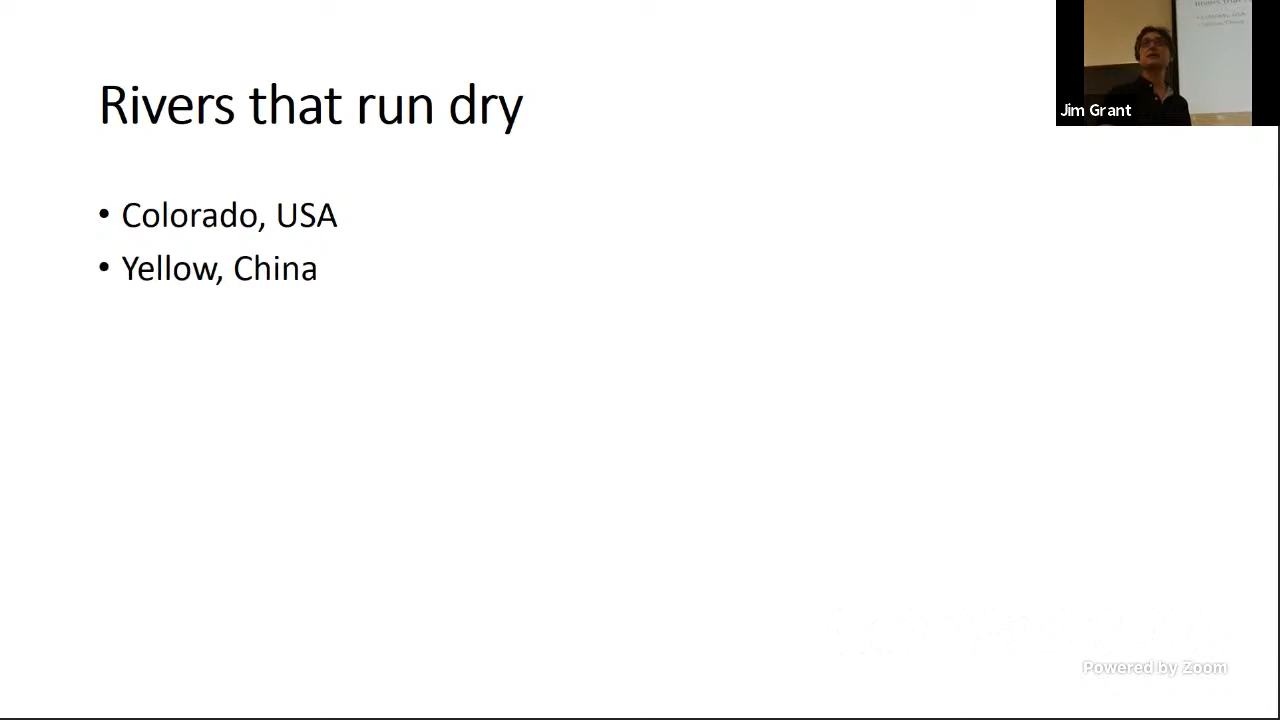 Rivers that run dry
Jim Grant
• Colorado, USA
• Yellow, China
Powered by Zoom